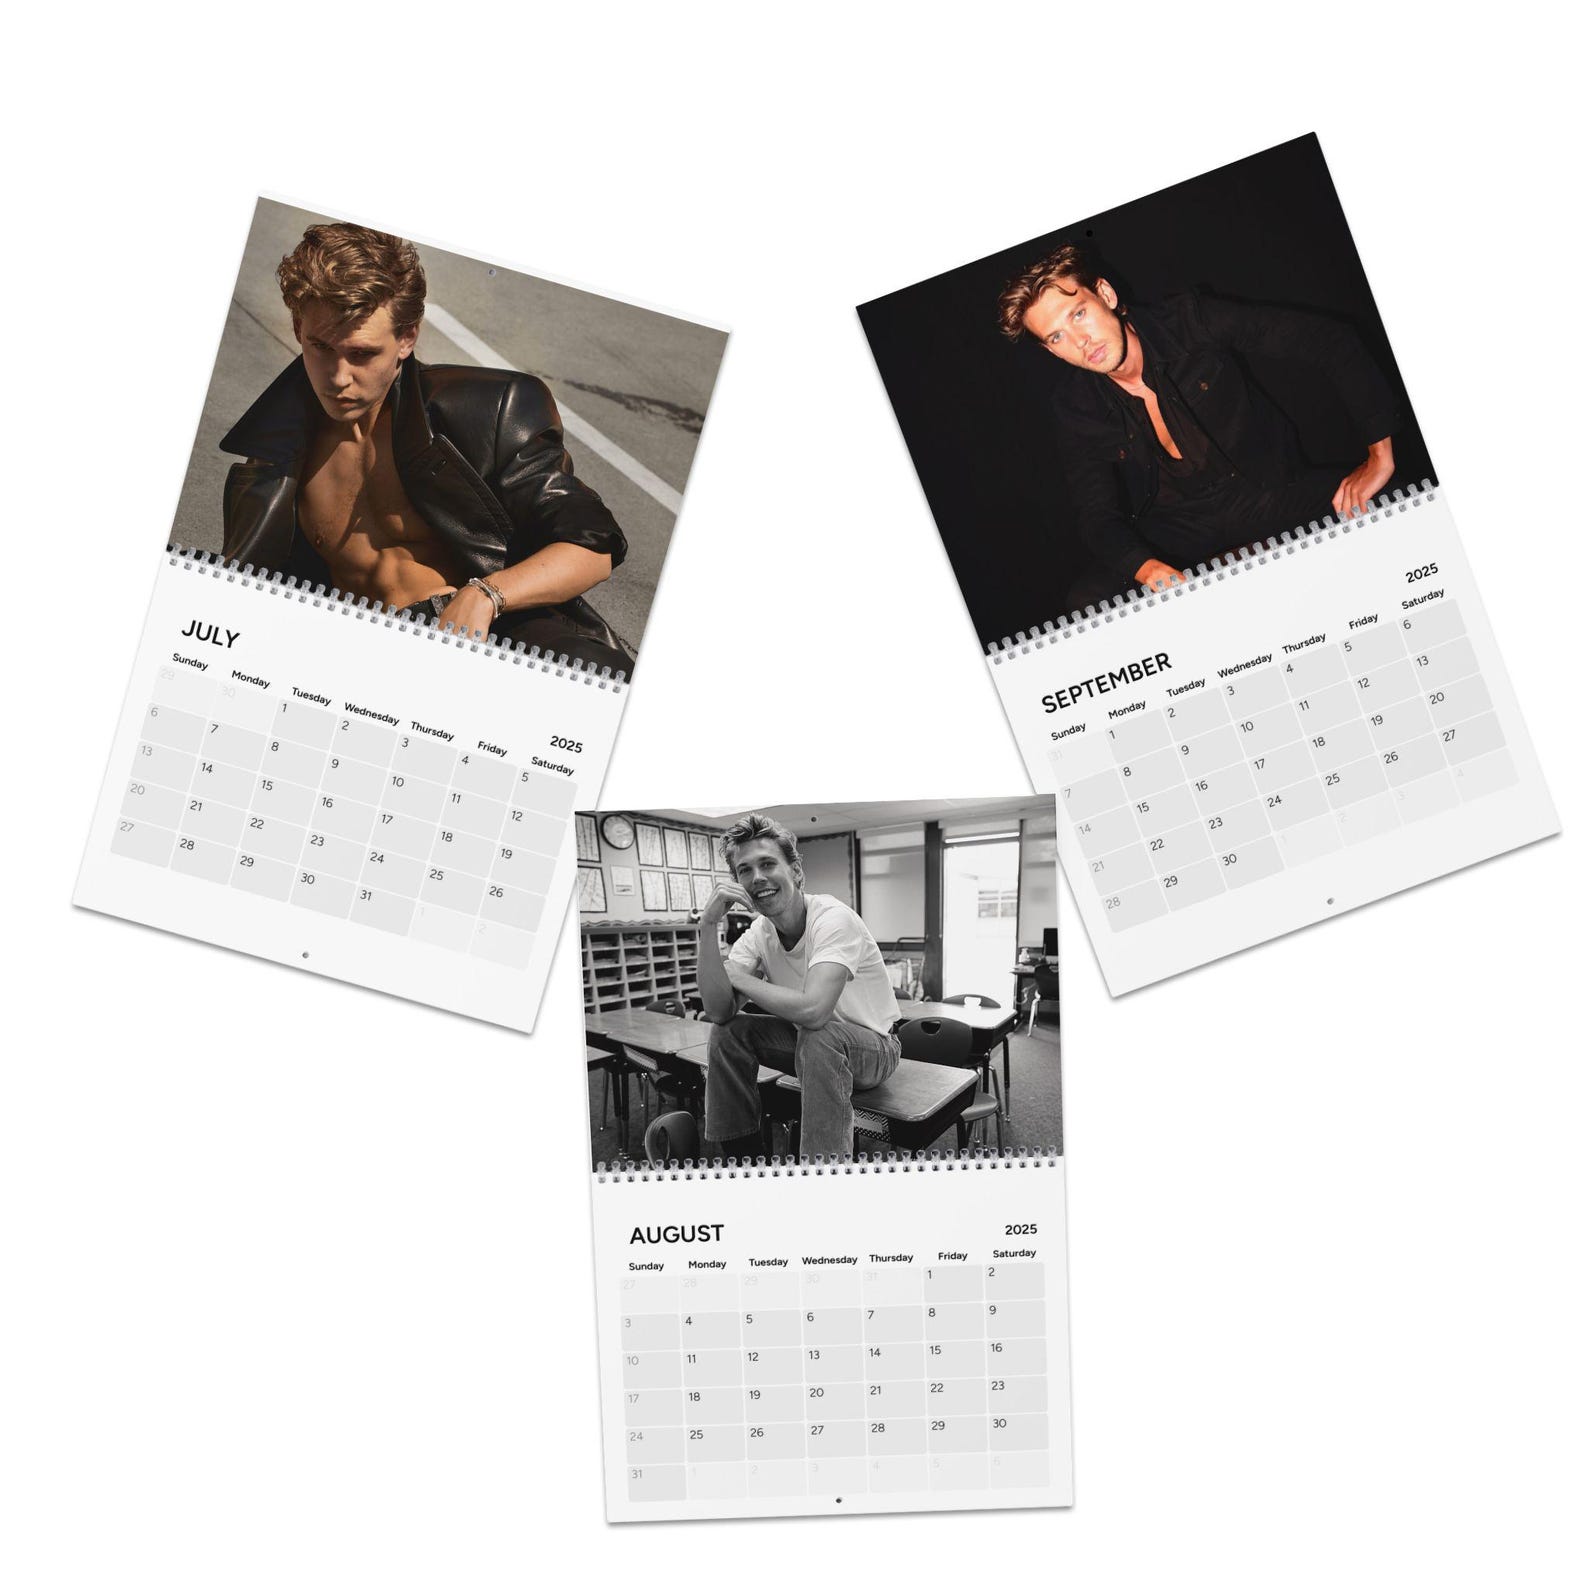 JULY
2025
Sunday Monday Tuesday Wednesday Thursday Friday Saturday
29 30 1 2 3 4 5
6 7 8 9 10 11 12
13 14 15 16 17 18 19
20 21 22 23 24 25 26
27 28 29 30 31 1 2
SEPTEMBER 2025
Sunday Monday Tuesday Wednesday Thursday Friday Saturday
31 1 2 3 4 5 6
7 8 9 10 11 12 13
14 15 16 17 18 19 20
21 22 23 24 25 26 27
28 29 30 1 2 3 4
AUGUST 2025
Sunday Monday Tuesday Wednesday Thursday Friday Saturday
27 28 29 30 31 1 2
3 4 5 6 7 8 9
10 11 12 13 14 15 16
17 18 19 20 21 22 23
24 25 26 27 28 29 30
31 1 2 3 4 5 6